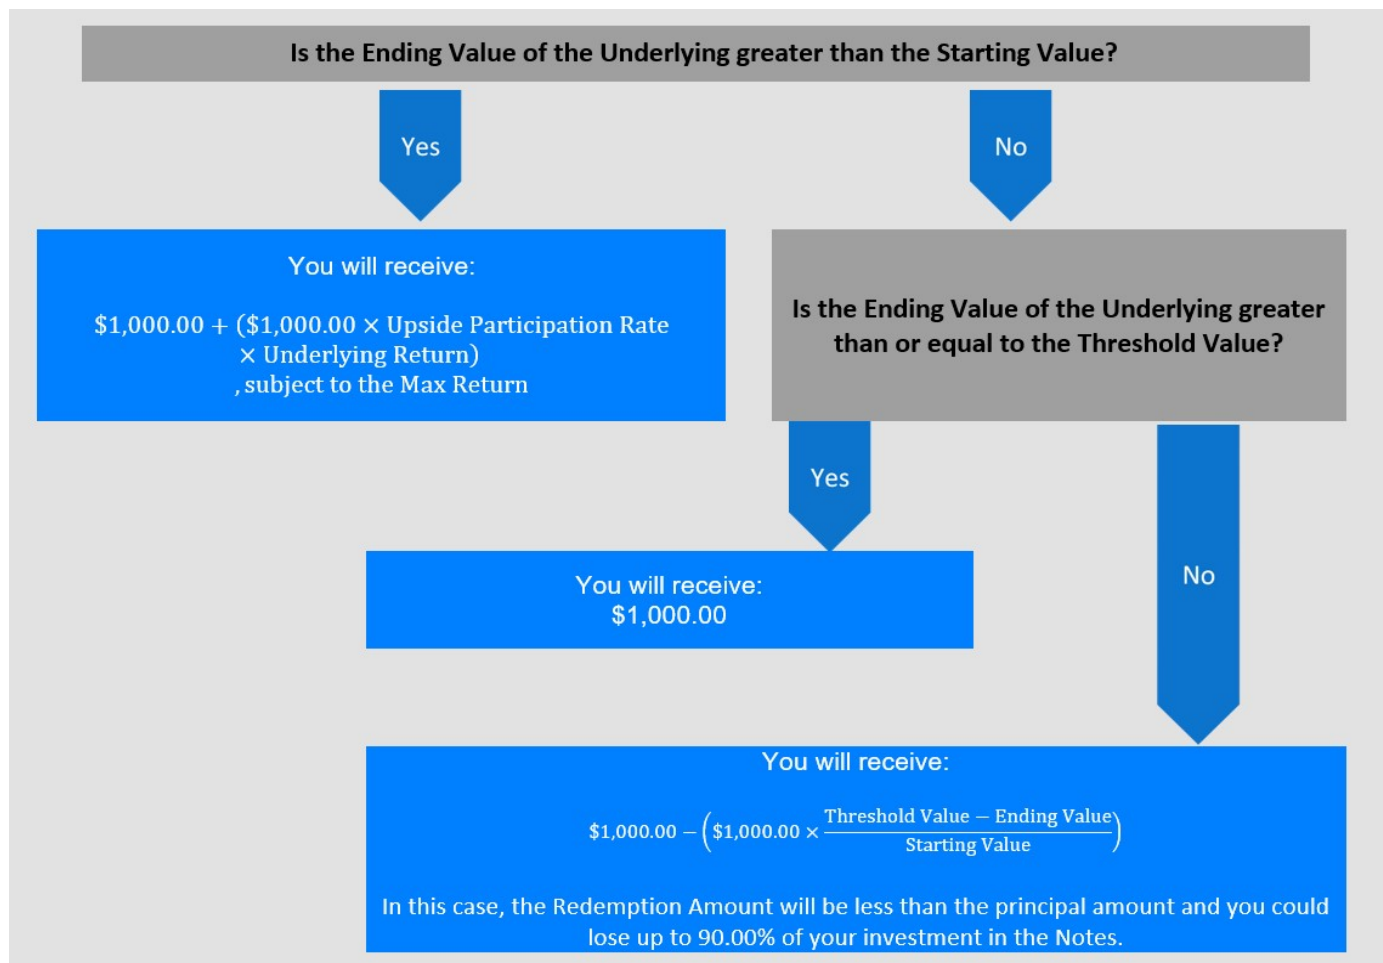 Is the Ending Value of the Underlying greater than the Starting Value?
Yes
No
You will receive:
$1,000.00 + ($1,000.00 × Upside Participation Rate
× Underlying Return)
, subject to the Max Return
Is the Ending Value of the Underlying greater
than or equal to the Threshold Value?
Yes
No
You will receive:
$1,000.00
You will receive:
$1,000.00 − ($1,000.00 × (Threshold Value − Ending Value) / Starting Value)
In this case, the Redemption Amount will be less than the principal amount and you could
lose up to 90.00% of your investment in the Notes.